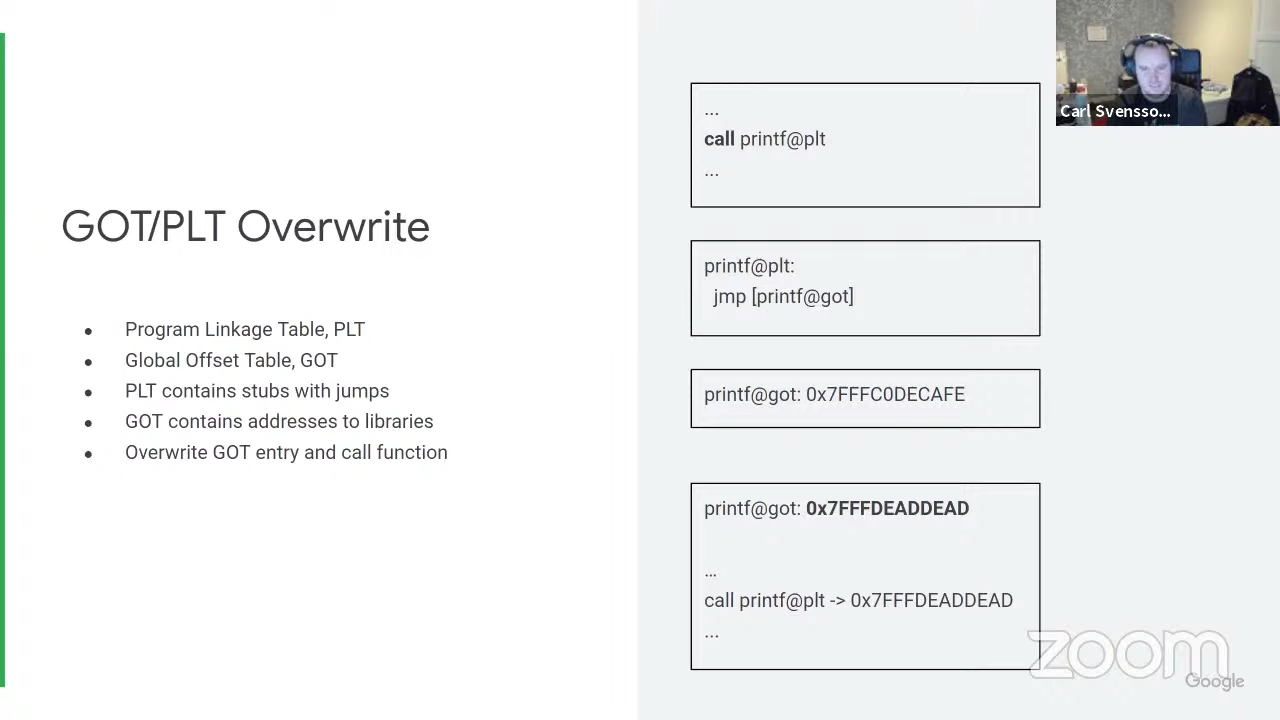 GOT/PLT Overwrite
● Program Linkage Table, PLT
● Global Offset Table, GOT
● PLT contains stubs with jumps
● GOT contains addresses to libraries
● Overwrite GOT entry and call function
...
call printf@plt
...
printf@plt:
jmp [printf@got]
printf@got: 0x7FFFC0DECAFE
printf@got: 0x7FFFDEADDEAD
...
call printf@plt -> 0x7FFFDEADDEAD
...
Carl Svensso...
zoom
Google